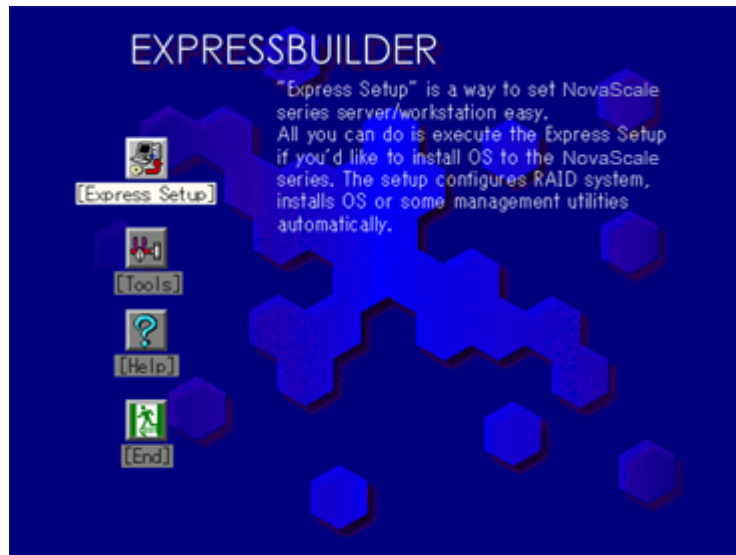 EXPRESSBUILDER
"Express Setup" is a way to set NovaScale
series server/workstation easy.
All you can do is execute the Express Setup
if you'd like to install OS to the NovaScale
series. The setup configures RAID system,
installs OS or some management utilities
automatically.
[Express Setup]
[Tools]
[Help]
[End]